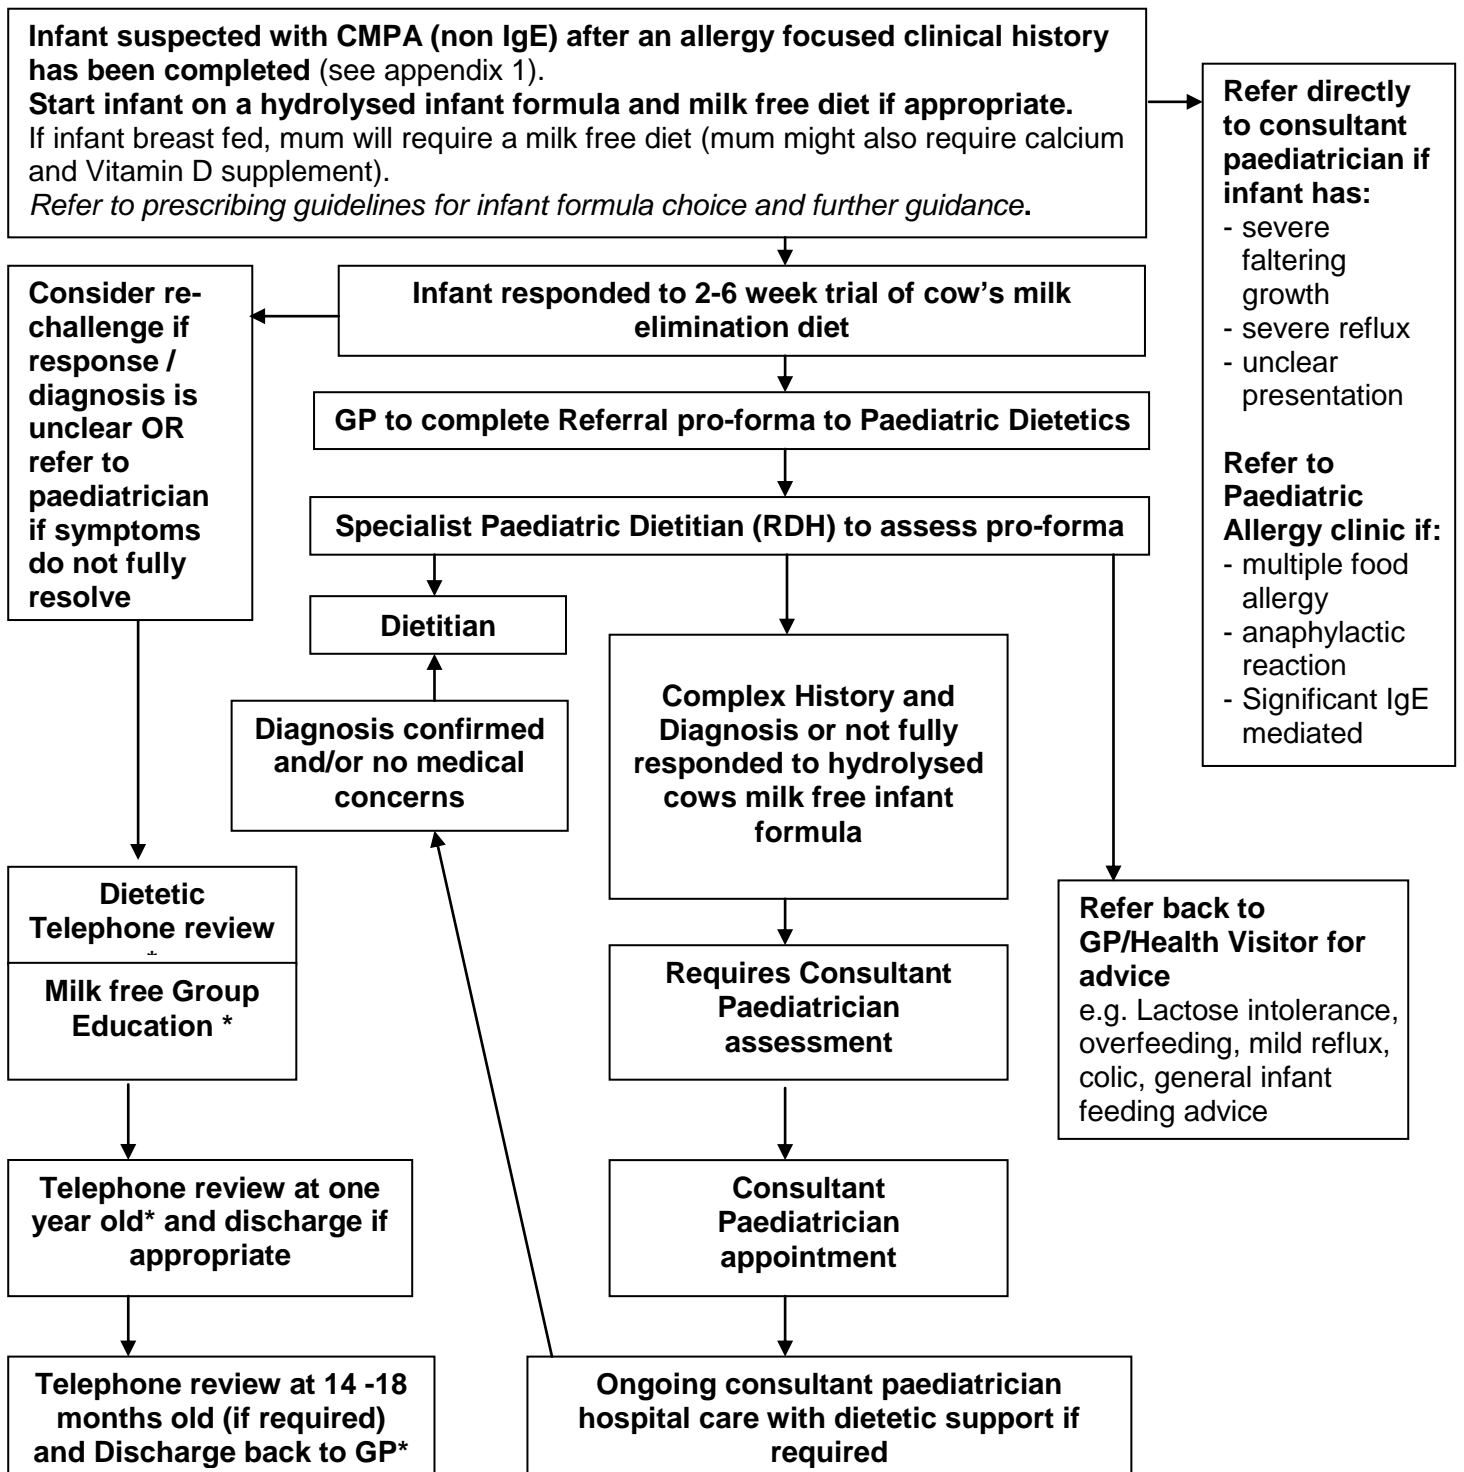 Infant suspected with CMPA (non IgE) after an allergy focused clinical history
has been completed (see appendix 1).
Start infant on a hydrolysed infant formula and milk free diet if appropriate.
If infant breast fed, mum will require a milk free diet (mum might also require calcium
and Vitamin D supplement).
Refer to prescribing guidelines for infant formula choice and further guidance.
Refer directly
to consultant
paediatrician if
infant has:
- severe
faltering
growth
- severe reflux
- unclear
presentation
Refer to
Paediatric
Allergy clinic if:
- multiple food
allergy
- anaphylactic
reaction
- Significant IgE
mediated
Infant responded to 2-6 week trial of cow’s milk
elimination diet
Consider re-
challenge if
response /
diagnosis is
unclear OR
refer to
paediatrician
if symptoms
do not fully
resolve
GP to complete Referral pro-forma to Paediatric Dietetics
Specialist Paediatric Dietitian (RDH) to assess pro-forma
Dietitian
Diagnosis confirmed
and/or no medical
concerns
Complex History and
Diagnosis or not fully
responded to hydrolysed
cows milk free infant
formula
Refer back to
GP/Health Visitor for
advice
e.g. Lactose intolerance,
overfeeding, mild reflux,
colic, general infant
feeding advice
Dietetic
Telephone review
*
Milk free Group
Education *
Requires Consultant
Paediatrician
assessment
Telephone review at one
year old* and discharge if
appropriate
Consultant
Paediatrician
appointment
Telephone review at 14 -18
months old (if required)
and Discharge back to GP*
Ongoing consultant paediatrician
hospital care with dietetic support if
required